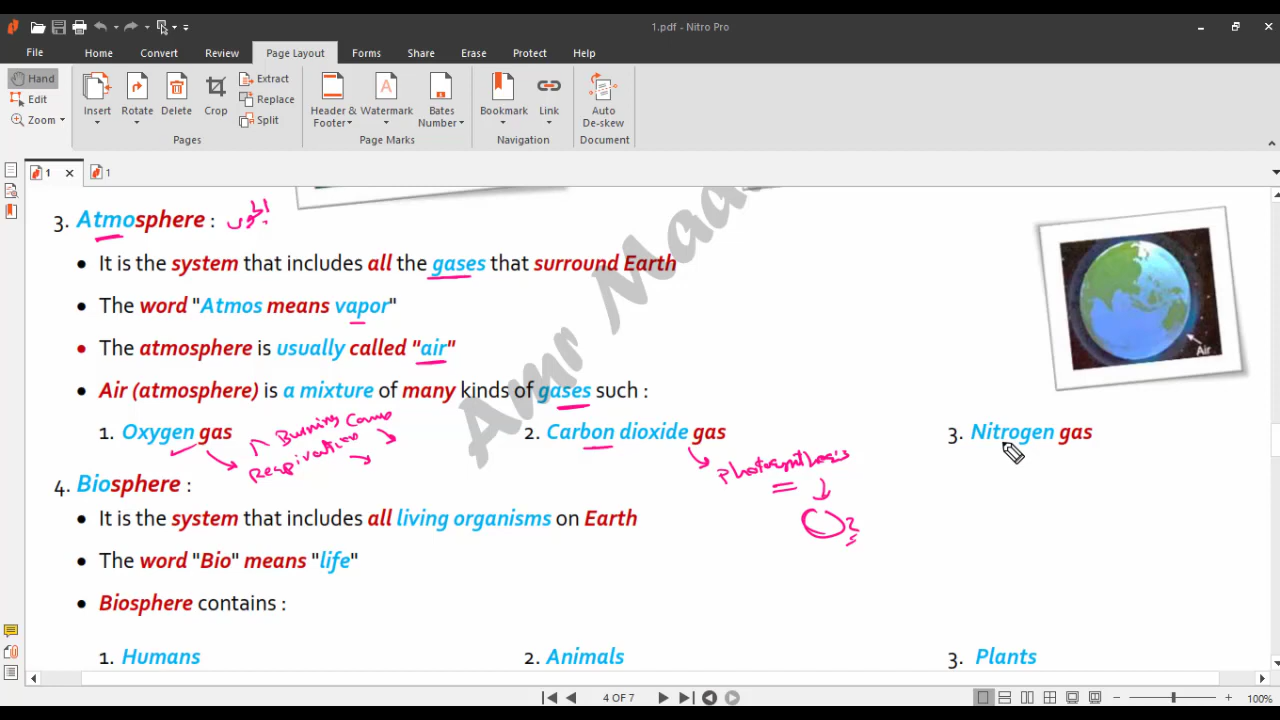 1.pdf - Nitro Pro
File Home Convert Review Page Layout Forms Share Erase Protect Help
Hand
Edit
Zoom
Insert
Rotate
Delete
Crop
Extract
Replace
Split
Pages
Header & Footer
Watermark
Bates Number
Page Marks
Bookmark
Link
Navigation
Auto De-skew
Document
1
1
3. Atmosphere :
• It is the system that includes all the gases that surround Earth
• The word "Atmos means vapor"
• The atmosphere is usually called "air"
• Air (atmosphere) is a mixture of many kinds of gases such :
1. Oxygen gas
Burning
Respiration
2. Carbon dioxide gas
Photosynthesis
O2
3. Nitrogen gas
Air
Amr
4. Biosphere :
• It is the system that includes all living organisms on Earth
• The word "Bio" means "life"
• Biosphere contains :
1. Humans
2. Animals
3. Plants
4 OF 7
100%